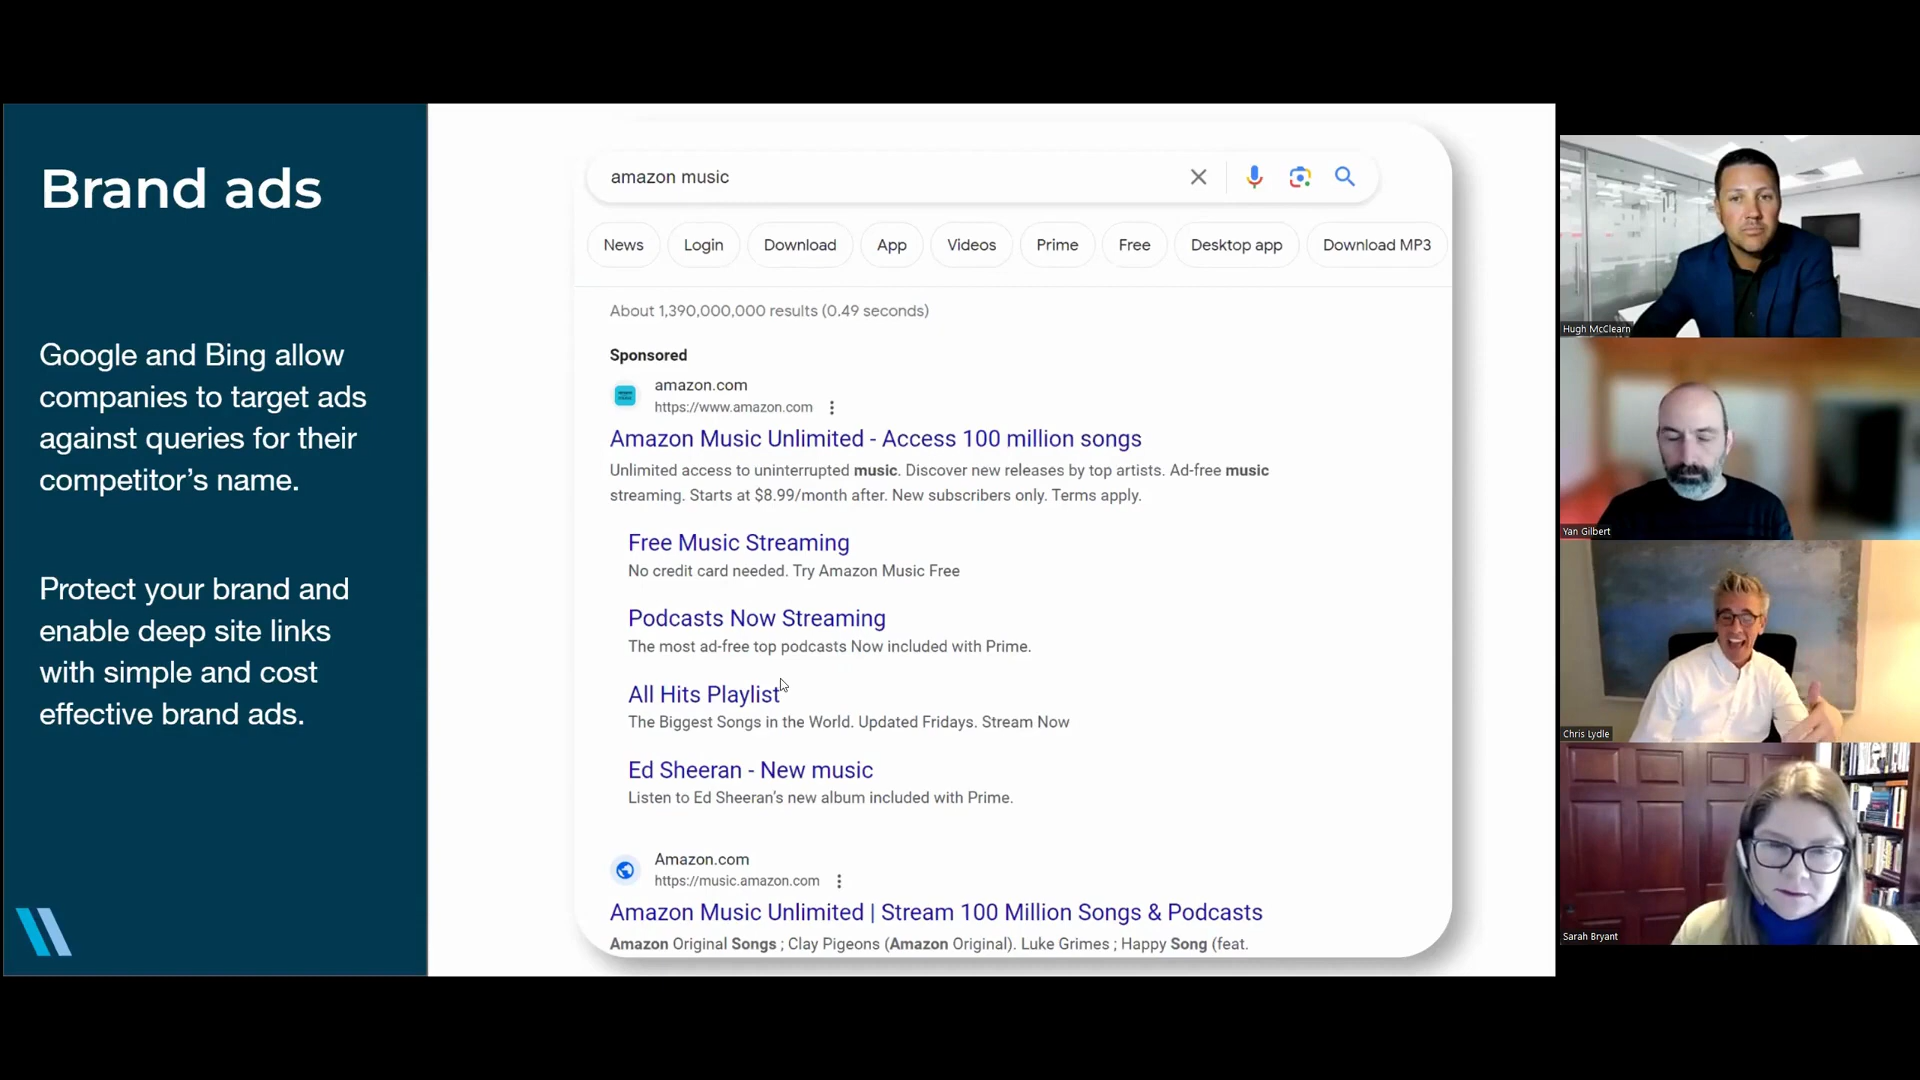 Brand ads
Google and Bing allow
companies to target ads
against queries for their
competitor’s name.
Protect your brand and
enable deep site links
with simple and cost
effective brand ads.
amazon music
News
Login
Download
App
Videos
Prime
Free
Desktop app
Download MP3
About 1,390,000,000 results (0.49 seconds)
Sponsored
amazon.com
https://www.amazon.com
Amazon Music Unlimited - Access 100 million songs
Unlimited access to uninterrupted music. Discover new releases by top artists. Ad-free music
streaming. Starts at $8.99/month after. New subscribers only. Terms apply.
Free Music Streaming
No credit card needed. Try Amazon Music Free
Podcasts Now Streaming
The most ad-free top podcasts Now included with Prime.
All Hits Playlist
The Biggest Songs in the World. Updated Fridays. Stream Now
Ed Sheeran - New music
Listen to Ed Sheeran’s new album included with Prime.
Amazon.com
https://music.amazon.com
Amazon Music Unlimited | Stream 100 Million Songs & Podcasts
Amazon Original Songs ; Clay Pigeons (Amazon Original). Luke Grimes ; Happy Song (feat.
Hugh McClearn
Yan Gilbert
Chris Lydle
Sarah Bryant